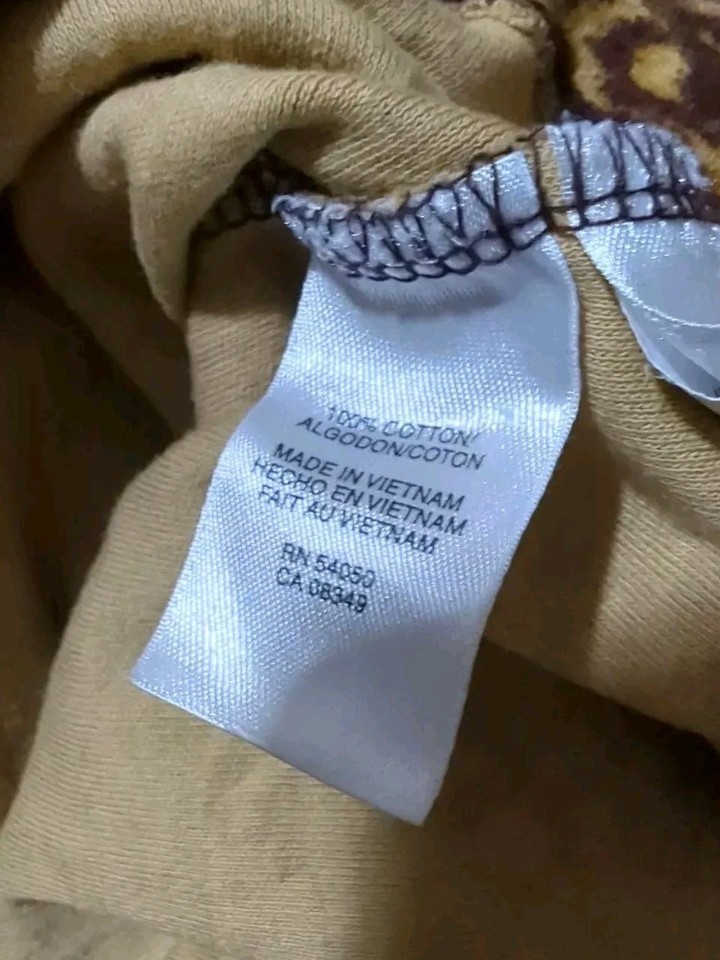 100% COTTON/
ALGODON/COTON
MADE IN VIETNAM
HECHO EN VIETNAM
FAIT AU VIETNAM
RN 54050
CA 08349